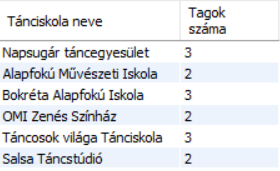 Tánciskola neve Tagok száma
Napsugár táncegyesület 3
Alapfokú Művészeti Iskola 2
Bokréta Alapfokú Iskola 3
OMI Zenés Színház 2
Táncosok világa Tánciskola 3
Salsa Táncstúdió 2